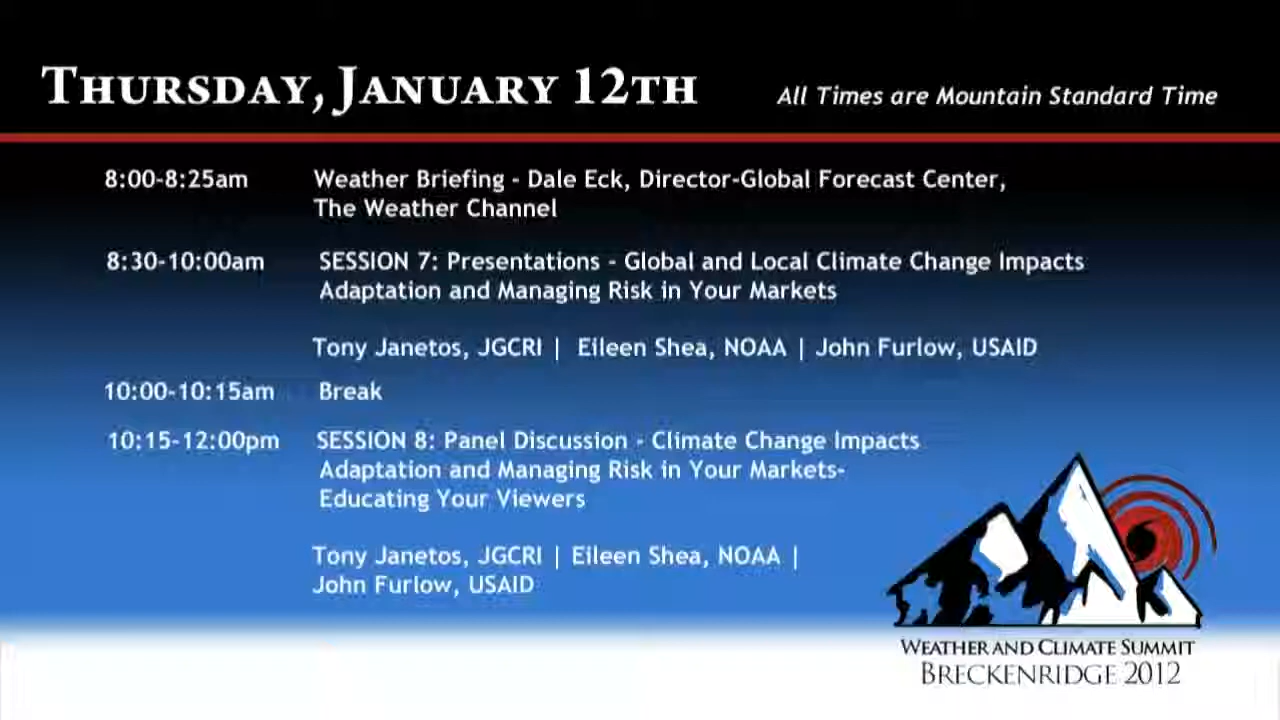 THURSDAY, JANUARY 12TH
All Times are Mountain Standard Time
8:00-8:25am Weather Briefing - Dale Eck, Director-Global Forecast Center,
The Weather Channel
8:30-10:00am SESSION 7: Presentations - Global and Local Climate Change Impacts
Adaptation and Managing Risk in Your Markets
Tony Janetos, JGCRI | Eileen Shea, NOAA | John Furlow, USAID
10:00-10:15am Break
10:15-12:00pm SESSION 8: Panel Discussion - Climate Change Impacts
Adaptation and Managing Risk in Your Markets-
Educating Your Viewers
Tony Janetos, JGCRI | Eileen Shea, NOAA |
John Furlow, USAID
WEATHER AND CLIMATE SUMMIT
BRECKENRIDGE 2012